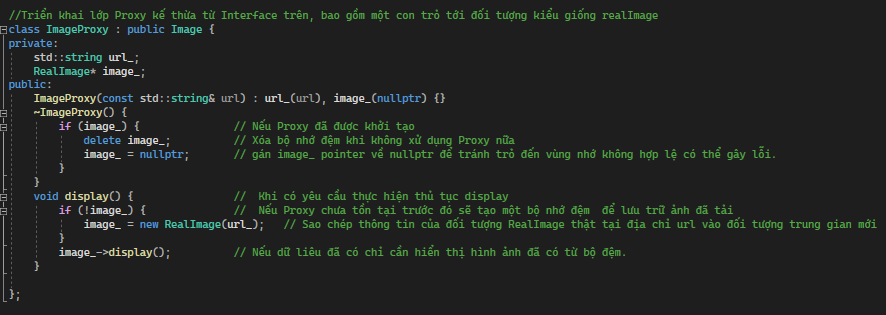 //Triển khai lớp Proxy kế thừa từ Interface trên, bao gồm một con trỏ tới đối tượng kiểu giống realImage
class ImageProxy : public Image {
private:
    std::string url_;
    RealImage* image_;
public:
    ImageProxy(const std::string& url) : url_(url), image_(nullptr) {}
    ~ImageProxy() {
        if (image_) {              // Nếu Proxy đã được khởi tạo
            delete image_;         // Xóa bộ nhớ đệm khi không xử dụng Proxy nữa
            image_ = nullptr;      // gán image_ pointer về nullptr để tránh trỏ đến vùng nhớ không hợp lệ có thể gây lỗi.
        }
    }
    void display() {               //  Khi có yêu cầu thực hiện thủ tục display
        if (!image_) {             //  Nếu Proxy chưa tồn tại trước đó sẽ tạo một bộ nhớ đệm  để lưu trữ ảnh đã tải
            image_ = new RealImage(url_);   // Sao chép thông tin của đối tượng RealImage thật tại địa chỉ url vào đối tượng trung gian mới
        }
        image_->display();         // Nếu dữ liêu đã có chỉ cần hiển thị hình ảnh đã có từ bộ đệm.
    }
};